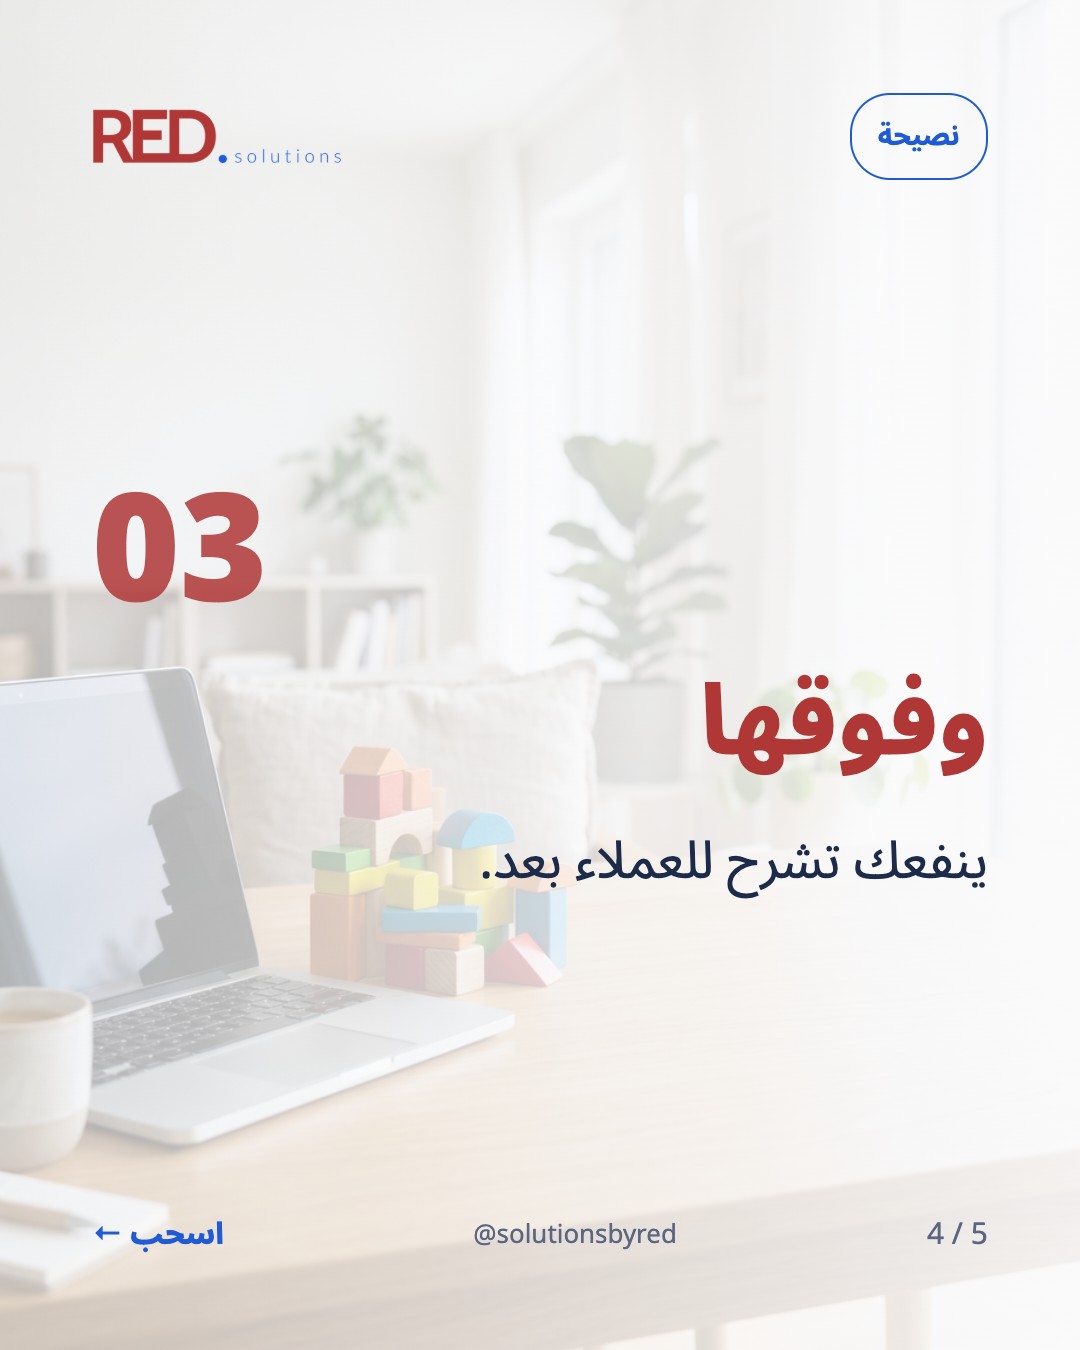 RED.solutions
نصيحة
03
وفوقها
ينفعك تشرح للعملاء بعد.
اسحب ←
@solutionsbyred
4 / 5